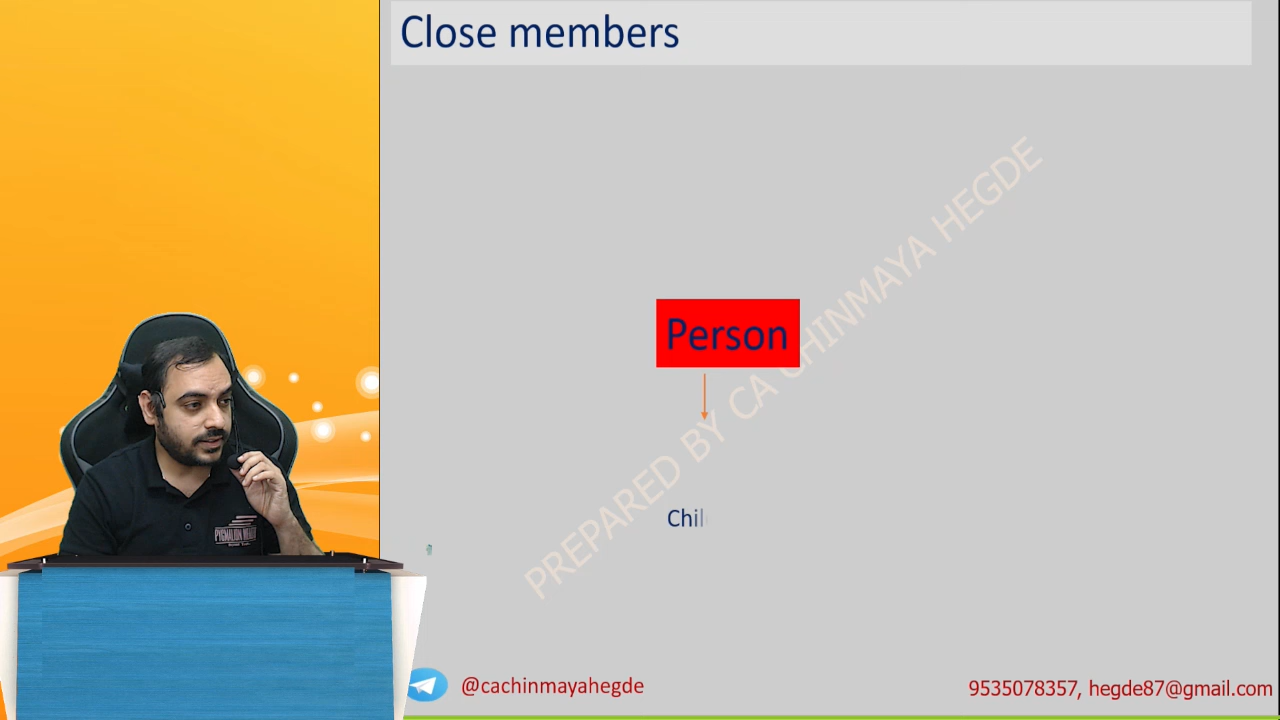 Close members
PREPARED BY CA CHINMAYA HEGDE
Person
Chil
@cachinmayahegde
9535078357, hegde87@gmail.com